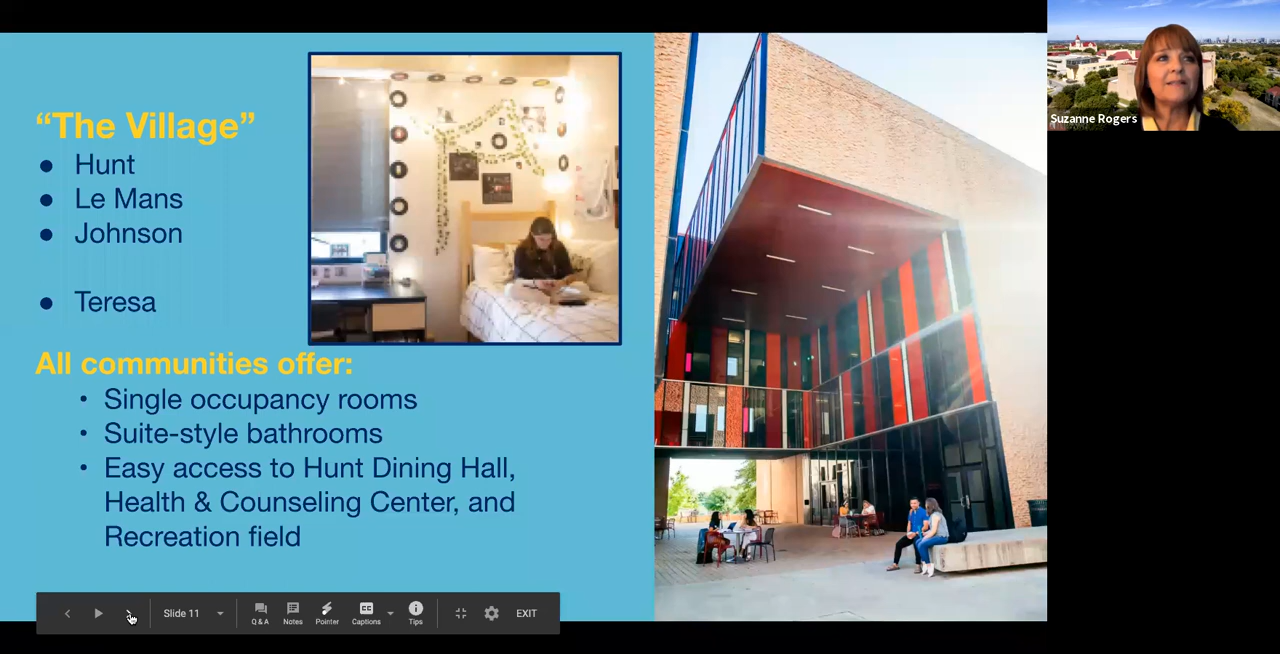 “The Village”
● Hunt
● Le Mans
● Johnson
● Teresa
All communities offer:
• Single occupancy rooms
• Suite-style bathrooms
• Easy access to Hunt Dining Hall,
Health & Counseling Center, and
Recreation field
Slide 11
Q & A
Notes
Pointer
CC
Captions
Tips
EXIT
Suzanne Rogers